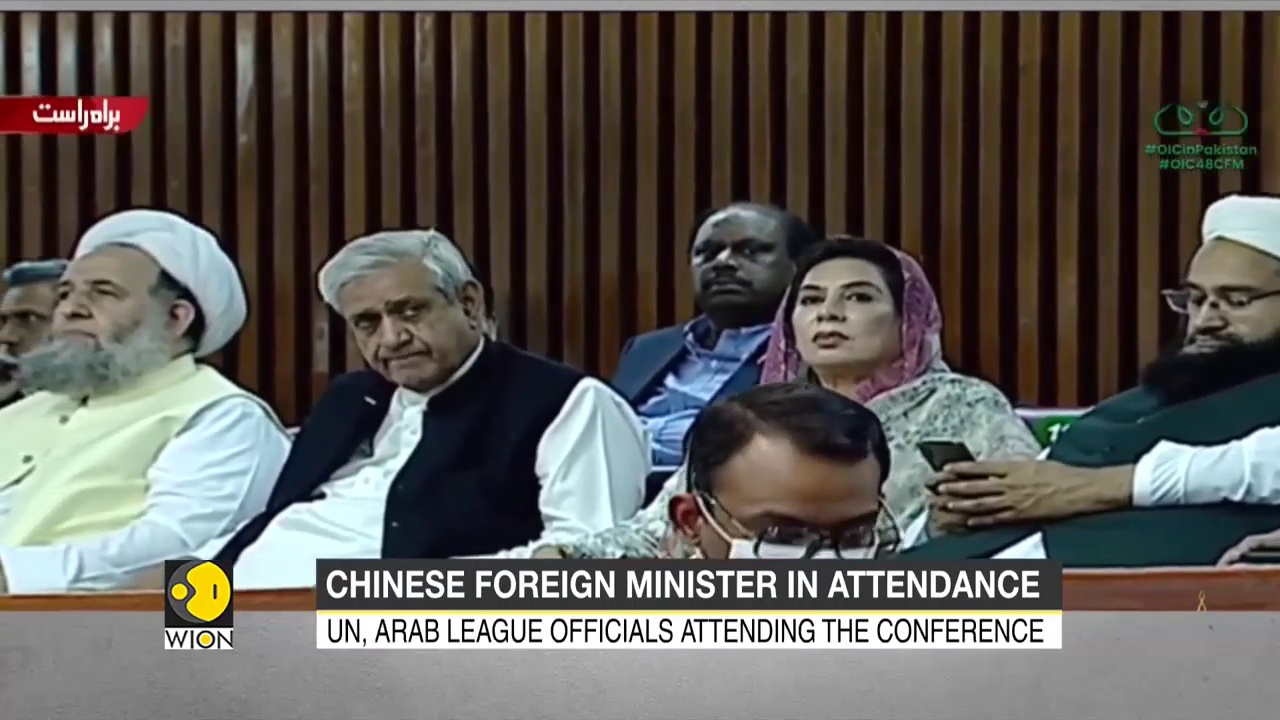 براہ راست
#OICinPakistan
#OIC48CFM
WION
CHINESE FOREIGN MINISTER IN ATTENDANCE
UN, ARAB LEAGUE OFFICIALS ATTENDING THE CONFERENCE